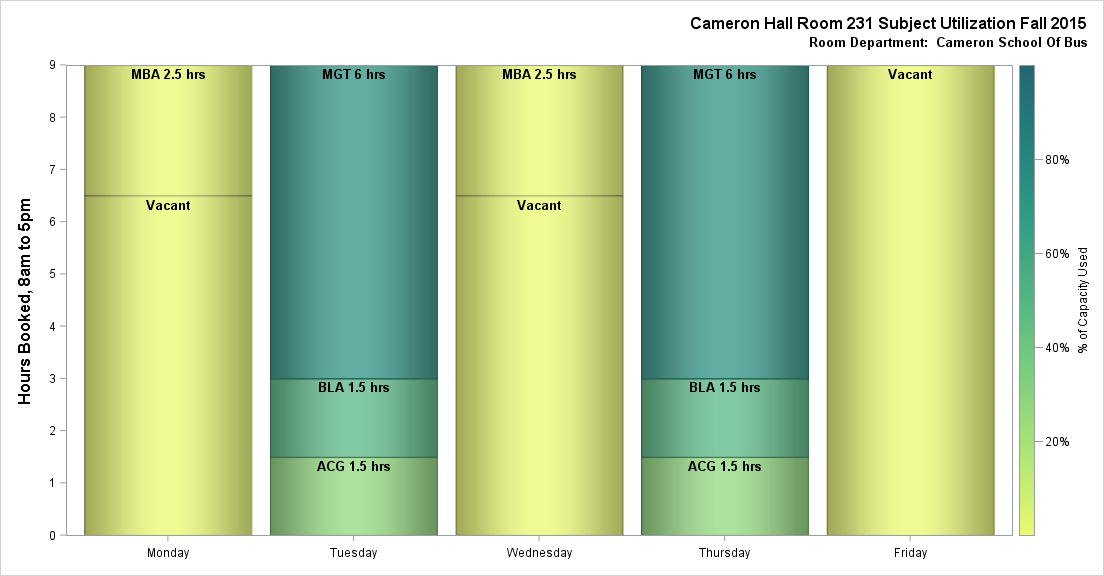 Cameron Hall Room 231 Subject Utilization Fall 2015
Room Department:  Cameron School Of Bus
Hours Booked, 8am to 5pm
9
8
7
6
5
4
3
2
1
0
MBA 2.5 hrs
Vacant
MGT 6 hrs
BLA 1.5 hrs
ACG 1.5 hrs
MBA 2.5 hrs
Vacant
MGT 6 hrs
BLA 1.5 hrs
ACG 1.5 hrs
Vacant
Monday
Tuesday
Wednesday
Thursday
Friday
80%
60%
40%
20%
% of Capacity Used